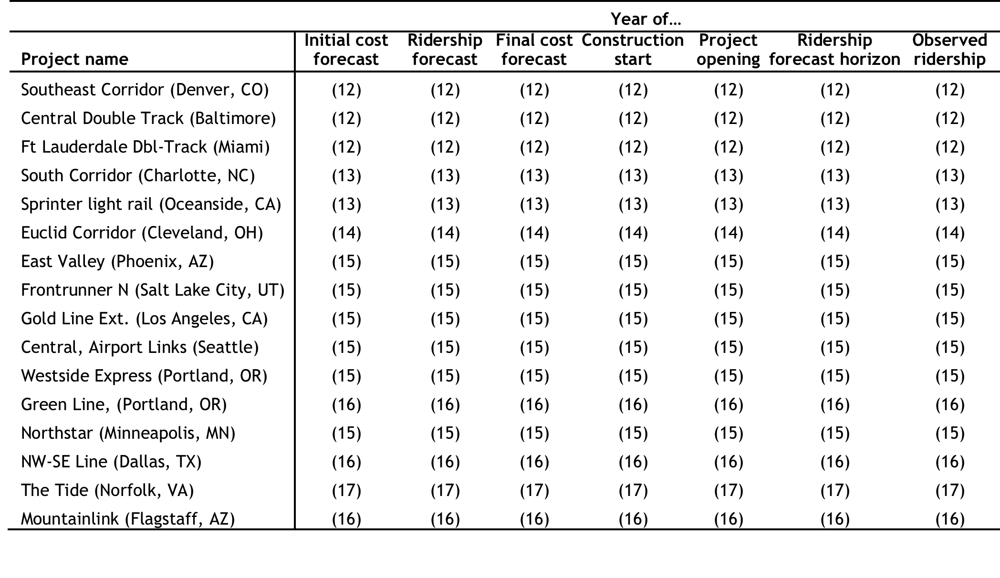 Year of…
Project name Initial cost forecast Ridership forecast Final cost forecast Construction start Project opening Ridership forecast horizon Observed ridership
Southeast Corridor (Denver, CO) (12) (12) (12) (12) (12) (12) (12)
Central Double Track (Baltimore) (12) (12) (12) (12) (12) (12) (12)
Ft Lauderdale Dbl-Track (Miami) (12) (12) (12) (12) (12) (12) (12)
South Corridor (Charlotte, NC) (13) (13) (13) (13) (13) (13) (13)
Sprinter light rail (Oceanside, CA) (13) (13) (13) (13) (13) (13) (13)
Euclid Corridor (Cleveland, OH) (14) (14) (14) (14) (14) (14) (14)
East Valley (Phoenix, AZ) (15) (15) (15) (15) (15) (15) (15)
Frontrunner N (Salt Lake City, UT) (15) (15) (15) (15) (15) (15) (15)
Gold Line Ext. (Los Angeles, CA) (15) (15) (15) (15) (15) (15) (15)
Central, Airport Links (Seattle) (15) (15) (15) (15) (15) (15) (15)
Westside Express (Portland, OR) (15) (15) (15) (15) (15) (15) (15)
Green Line, (Portland, OR) (16) (16) (16) (16) (16) (16) (16)
Northstar (Minneapolis, MN) (15) (15) (15) (15) (15) (15) (15)
NW-SE Line (Dallas, TX) (16) (16) (16) (16) (16) (16) (16)
The Tide (Norfolk, VA) (17) (17) (17) (17) (17) (17) (17)
Mountainlink (Flagstaff, AZ) (16) (16) (16) (16) (16) (16) (16)